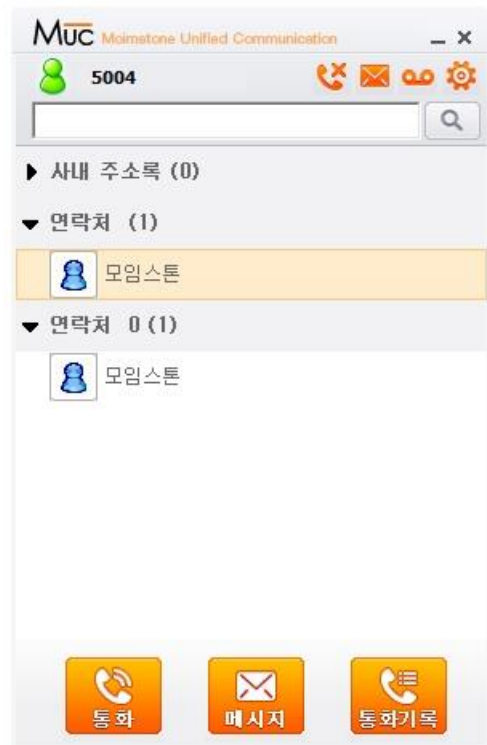 MUC Moimstone Unified Communication
5004
사내 주소록 (0)
연락처 (1)
모임스톤
연락처 0 (1)
모임스톤
통화
메시지
통화기록